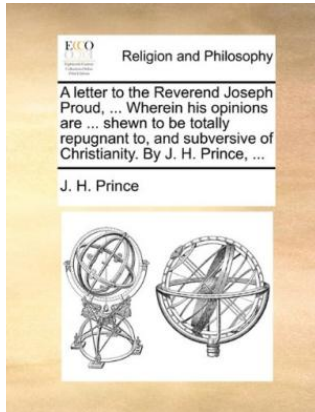 ECCO
Religion and Philosophy
A letter to the Reverend Joseph
Proud, ... Wherein his opinions
are ... shewn to be totally
repugnant to, and subversive of
Christianity. By J. H. Prince, ...
J. H. Prince